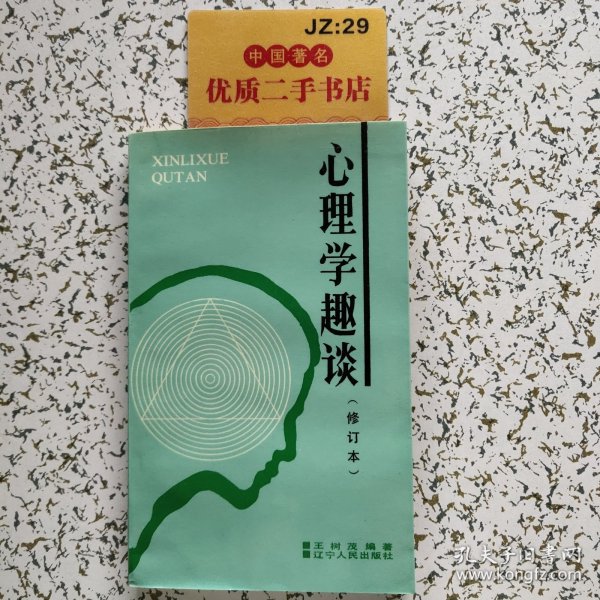 JZ:29
中国著名
优质二手书店
XINLIXUE
QUTAN
心理学趣谈
(修订本)
王树茂编著
辽宁人民出版社
孔夫子旧书网
www.kongfz.com